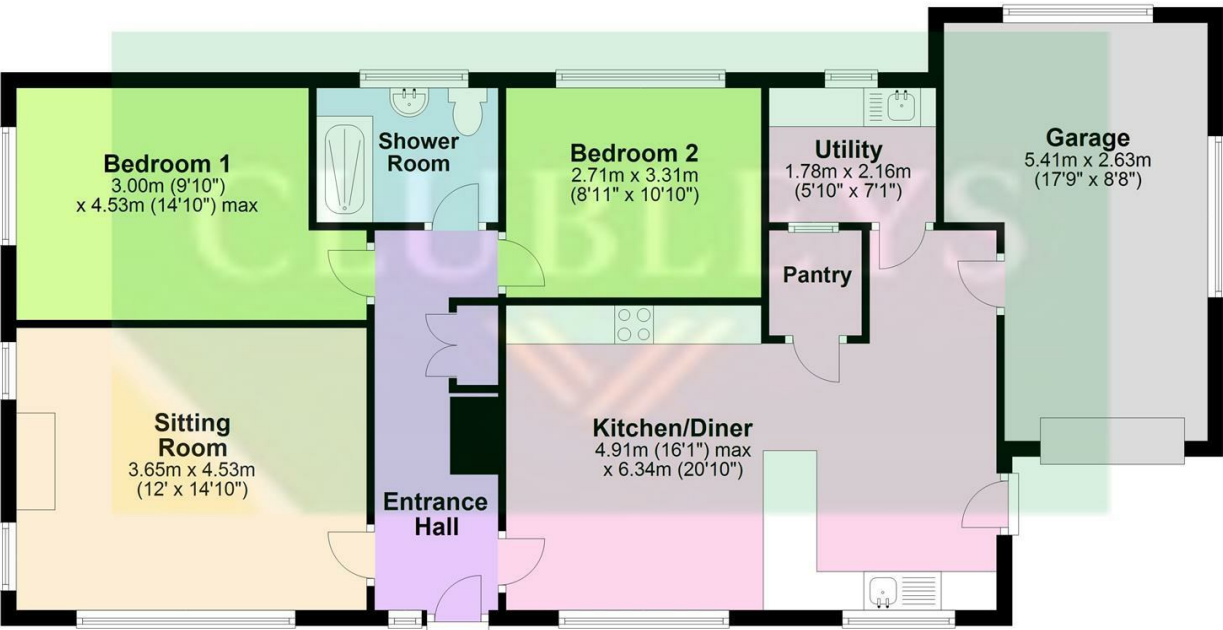 Bedroom 1
3.00m (9'10")
x 4.53m (14'10") max
Shower
Room
Bedroom 2
2.71m x 3.31m
(8'11" x 10'10")
Utility
1.78m x 2.16m
(5'10" x 7'1")
Garage
5.41m x 2.63m
(17'9" x 8'8")
CLUBLEYS
Pantry
Sitting
Room
3.65m x 4.53m
(12' x 14'10")
Entrance
Hall
Kitchen/Diner
4.91m (16'1") max
x 6.34m (20'10")